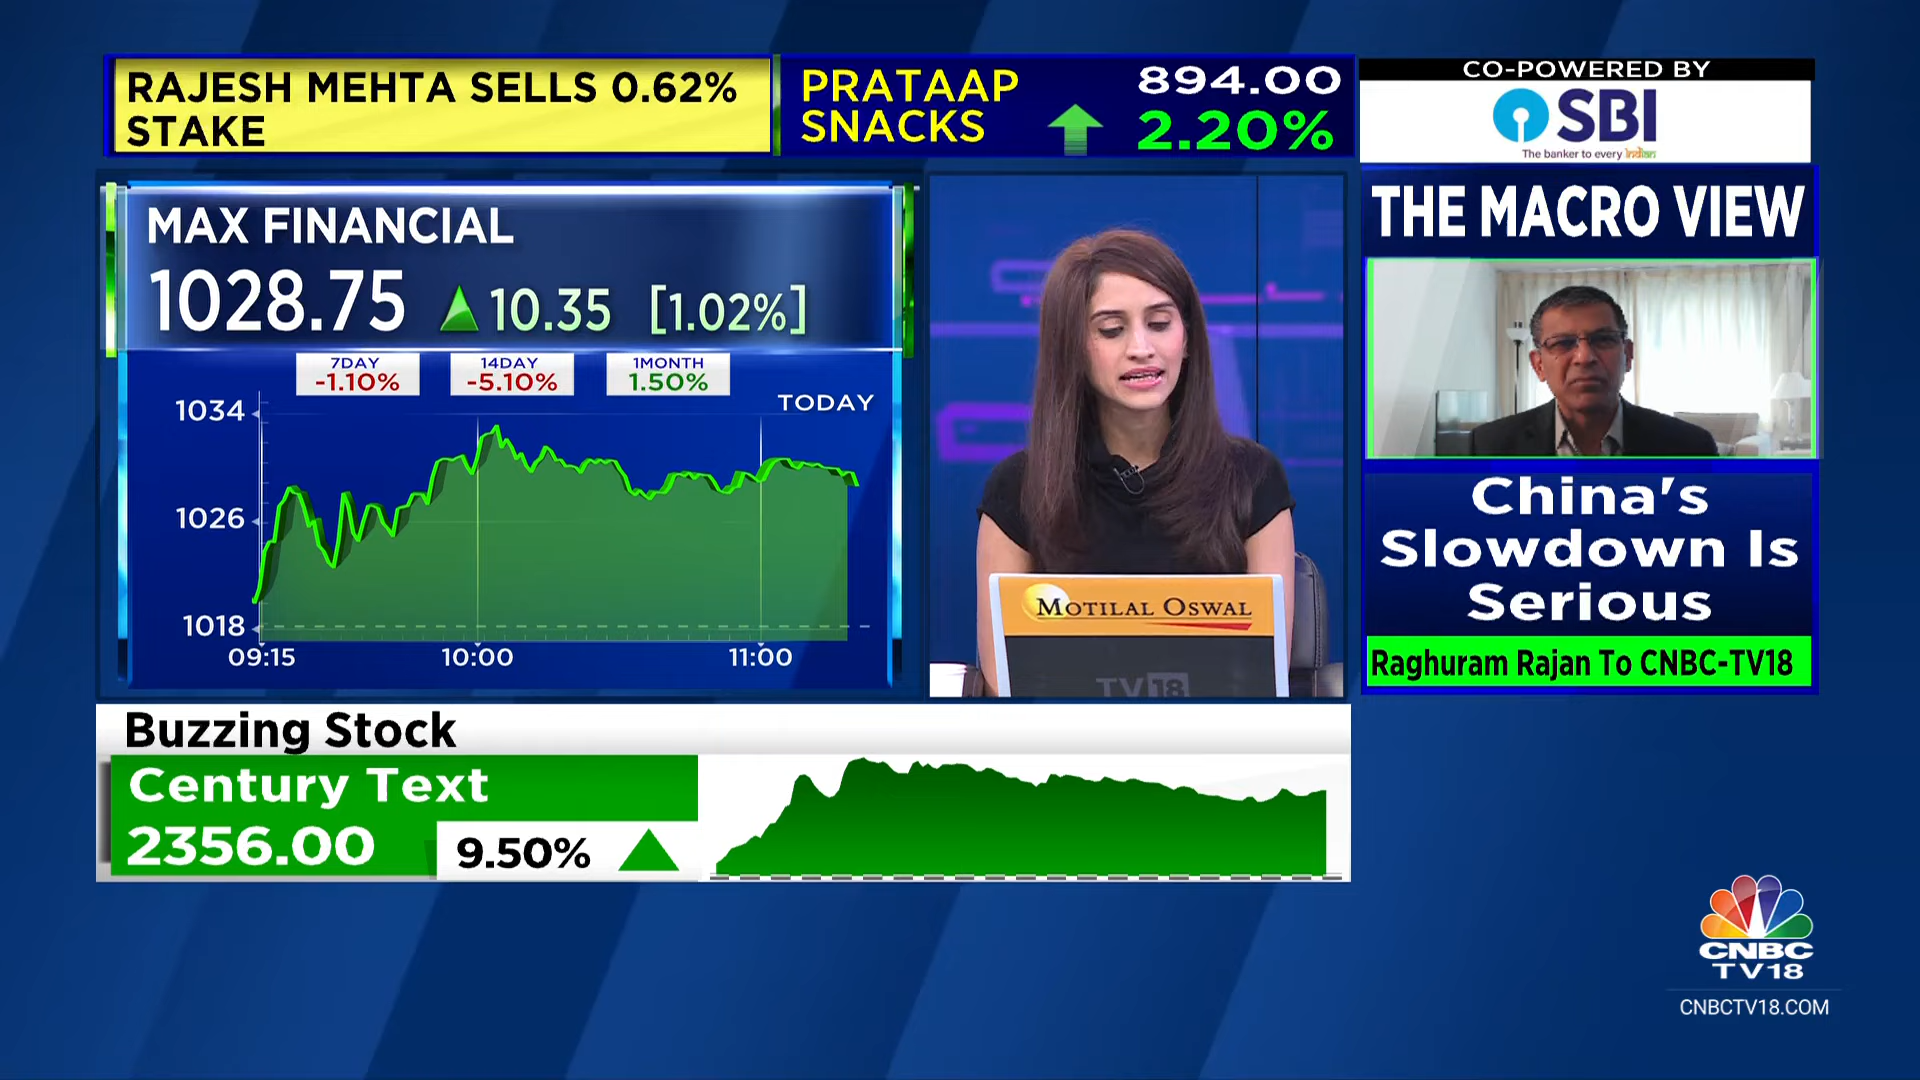 RAJESH MEHTA SELLS 0.62%
STAKE
PRATAAP
SNACKS
894.00
2.20%
CO-POWERED BY
SBI
The banker to every indian
MAX FINANCIAL
1028.75 10.35 [1.02%]
7DAY
-1.10%
14DAY
-5.10%
1MONTH
1.50%
TODAY
1034
1026
1018
09:15 10:00 11:00
MOTILAL OSWAL
TV18
THE MACRO VIEW
China's
Slowdown Is
Serious
Raghuram Rajan To CNBC-TV18
Buzzing Stock
Century Text
2356.00
9.50%
CNBC
TV18
CNBCTV18.COM